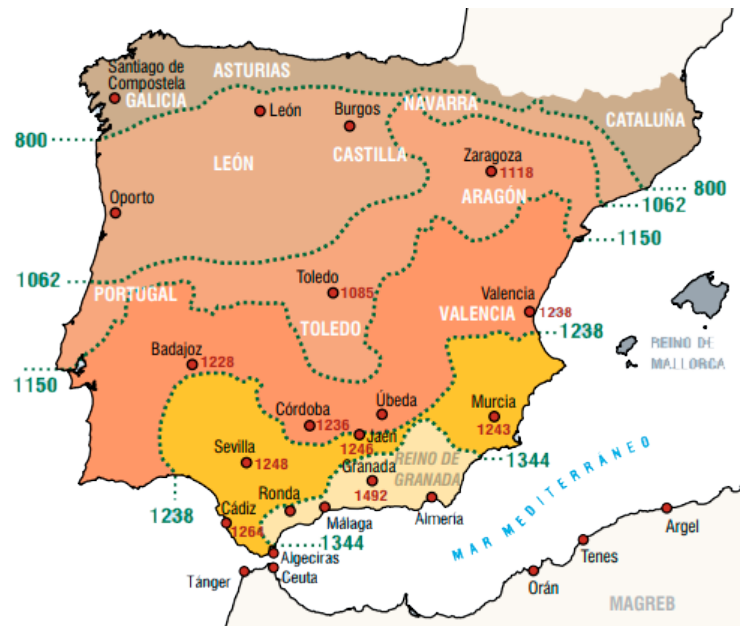 Santiago de
Compostela
ASTURIAS
GALICIA
León
Burgos
NAVARRA
CATALUÑA
800
LEÓN
CASTILLA
Zaragoza
1118
ARAGÓN
800
1062
Oporto
1150
1062
PORTUGAL
Toledo
1085
TOLEDO
VALENCIA
Valencia
1238
1238
REINO DE
MALLORCA
Badajoz
1228
1150
Córdoba
1236
Úbeda
Murcia
1243
Jaén
1246
Sevilla
1248
Granada
1492
REINO DE
GRANADA
1344
1238
Cádiz
1264
Ronda
Málaga
Almería
1344
Algeciras
Ceuta
Tánger
MAR MEDITERRÁNEO
Orán
Tenes
Argel
MAGREB